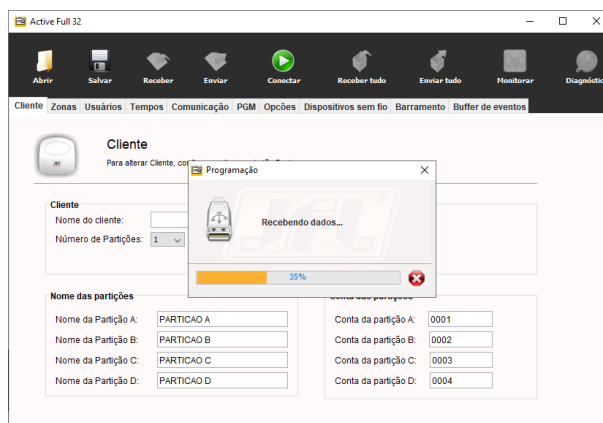 Active Full 32
Abrir Salvar Receber Enviar Conectar Receber tudo Enviar tudo Monitorar Diagnóstic
Cliente Zonas Usuários Tempos Comunicação PGM Opções Dispositivos sem fio Barramento Buffer de eventos
Cliente
Para alterar Cliente,
Programação
JFL
Recebendo dados...
35%
Cliente
Nome do cliente:
Número de Partições: 1
Nome das partições
Nome da Partição A: PARTICAO A
Nome da Partição B: PARTICAO B
Nome da Partição C: PARTICAO C
Nome da Partição D: PARTICAO D
Conta das partições
Conta da partição A: 0001
Conta da partição B: 0002
Conta da partição C: 0003
Conta da partição D: 0004